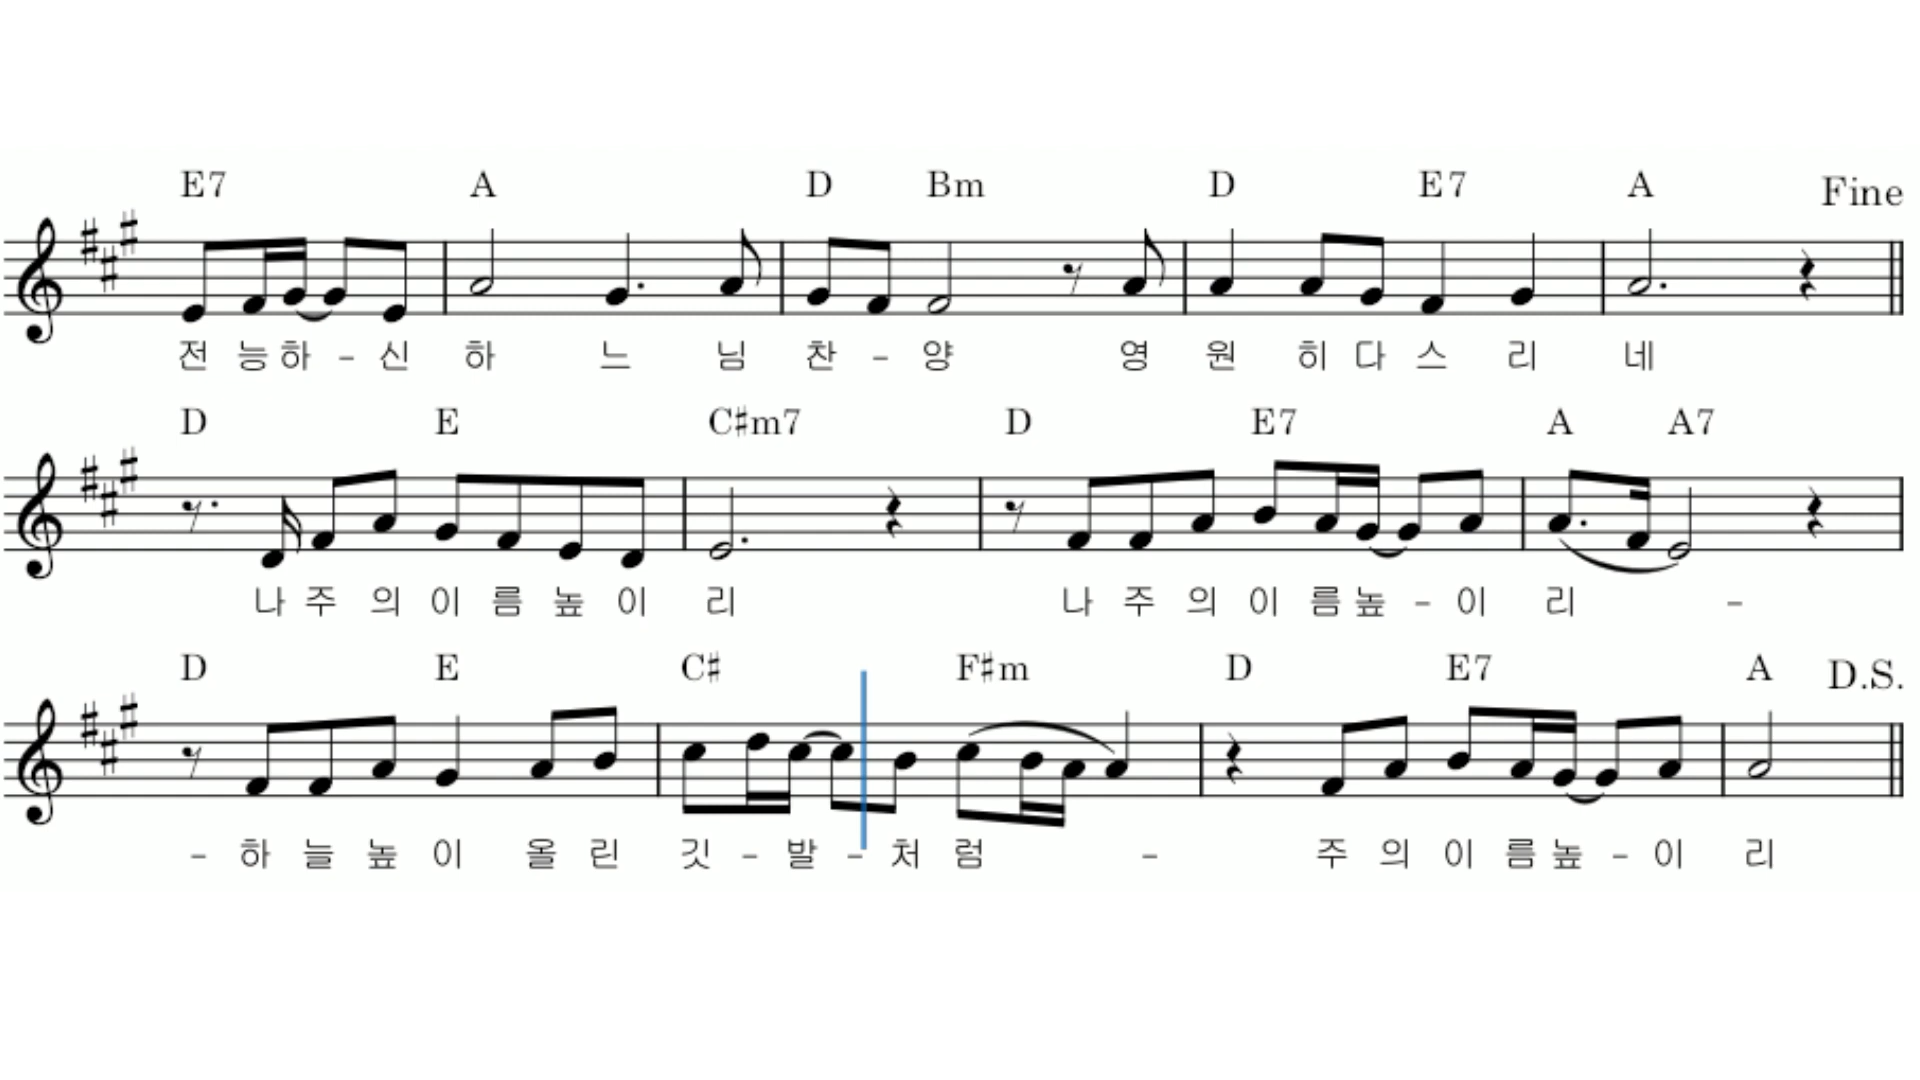 E7 A D Bm D E7 A Fine
전 능 하 - 신 하 느 님 찬 - 양 영 원 히 다 스 리 네
D E C♯m7 D E7 A A7
나 주 의 이 름 높 이 리 나 주 의 이 름 높 - 이 리 -
D E C♯ F♯m D E7 A D.S.
- 하 늘 높 이 올 린 깃 - 발 - 처 럼 - 주 의 이 름 높 - 이 리